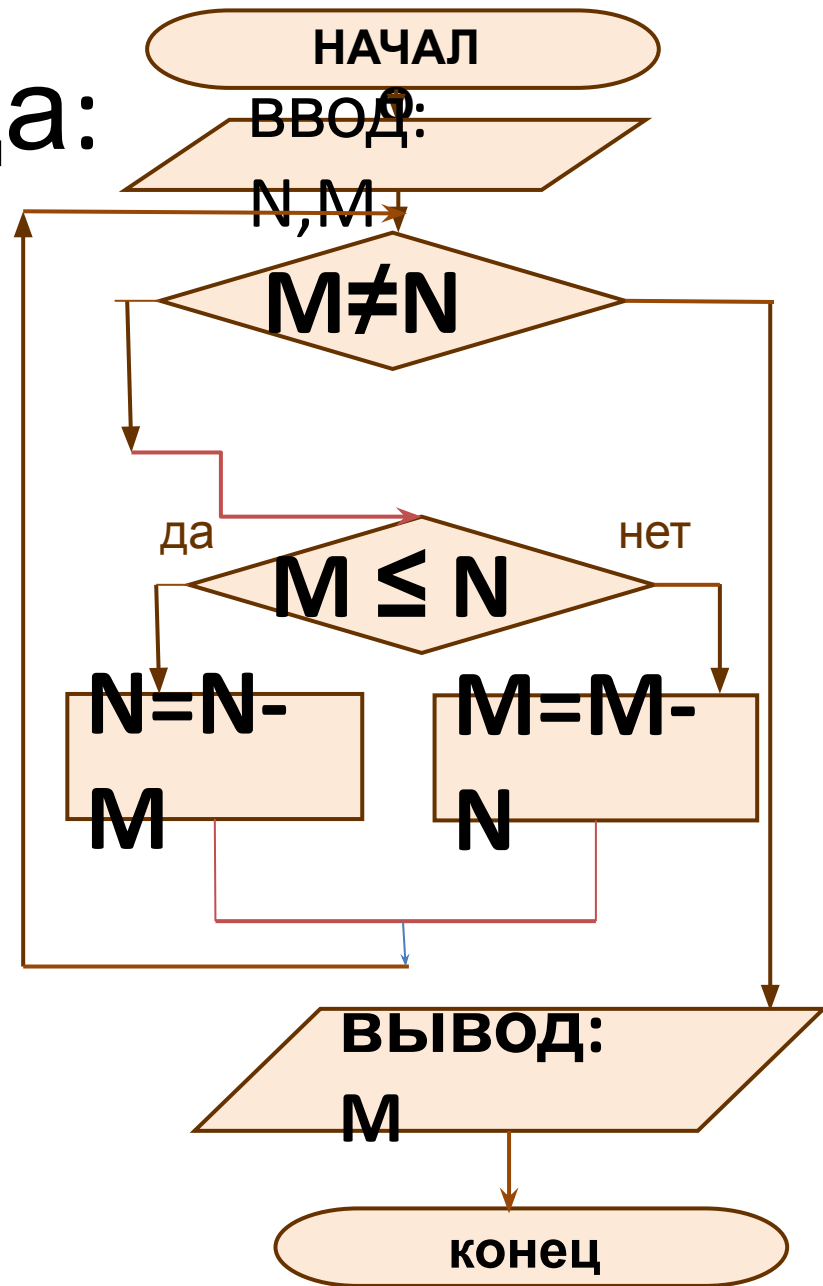 НАЧАЛ
о
да:
ВВОД:
N,M
M≠N
да
нет
M ≤ N
N=N-
M
M=M-
N
вывод:
M
конец